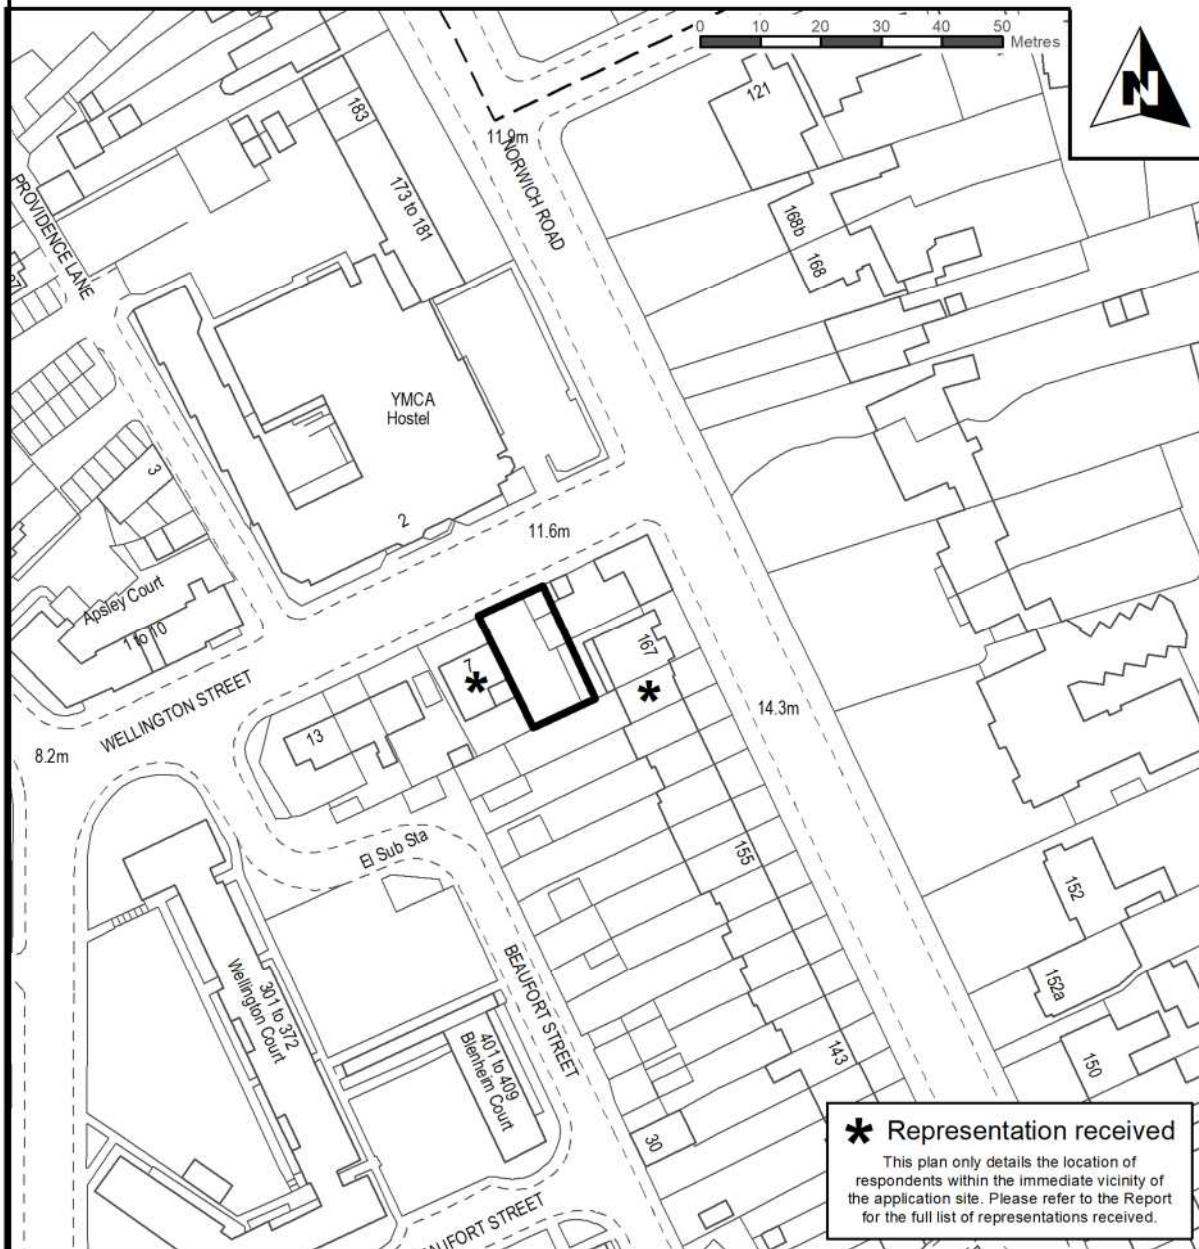 0 10 20 30 40 50
Metres
N
121
183
11.9m
NORWICH ROAD
173 to 181
PROVIDENCE LANE
168b
168
YMCA
Hostel
3
2
11.6m
Apsley Court
1 to 10
167
7
WELLINGTON STREET
14.3m
13
8.2m
El Sub Sta
155
152
BEAUFORT STREET
301 to 372
Wellington Court
152a
401 to 409
Blenheim Court
143
150
30
* Representation received
This plan only details the location of
respondents within the immediate vicinity of
the application site. Please refer to the Report
for the full list of representations received.
AUFORT STREET